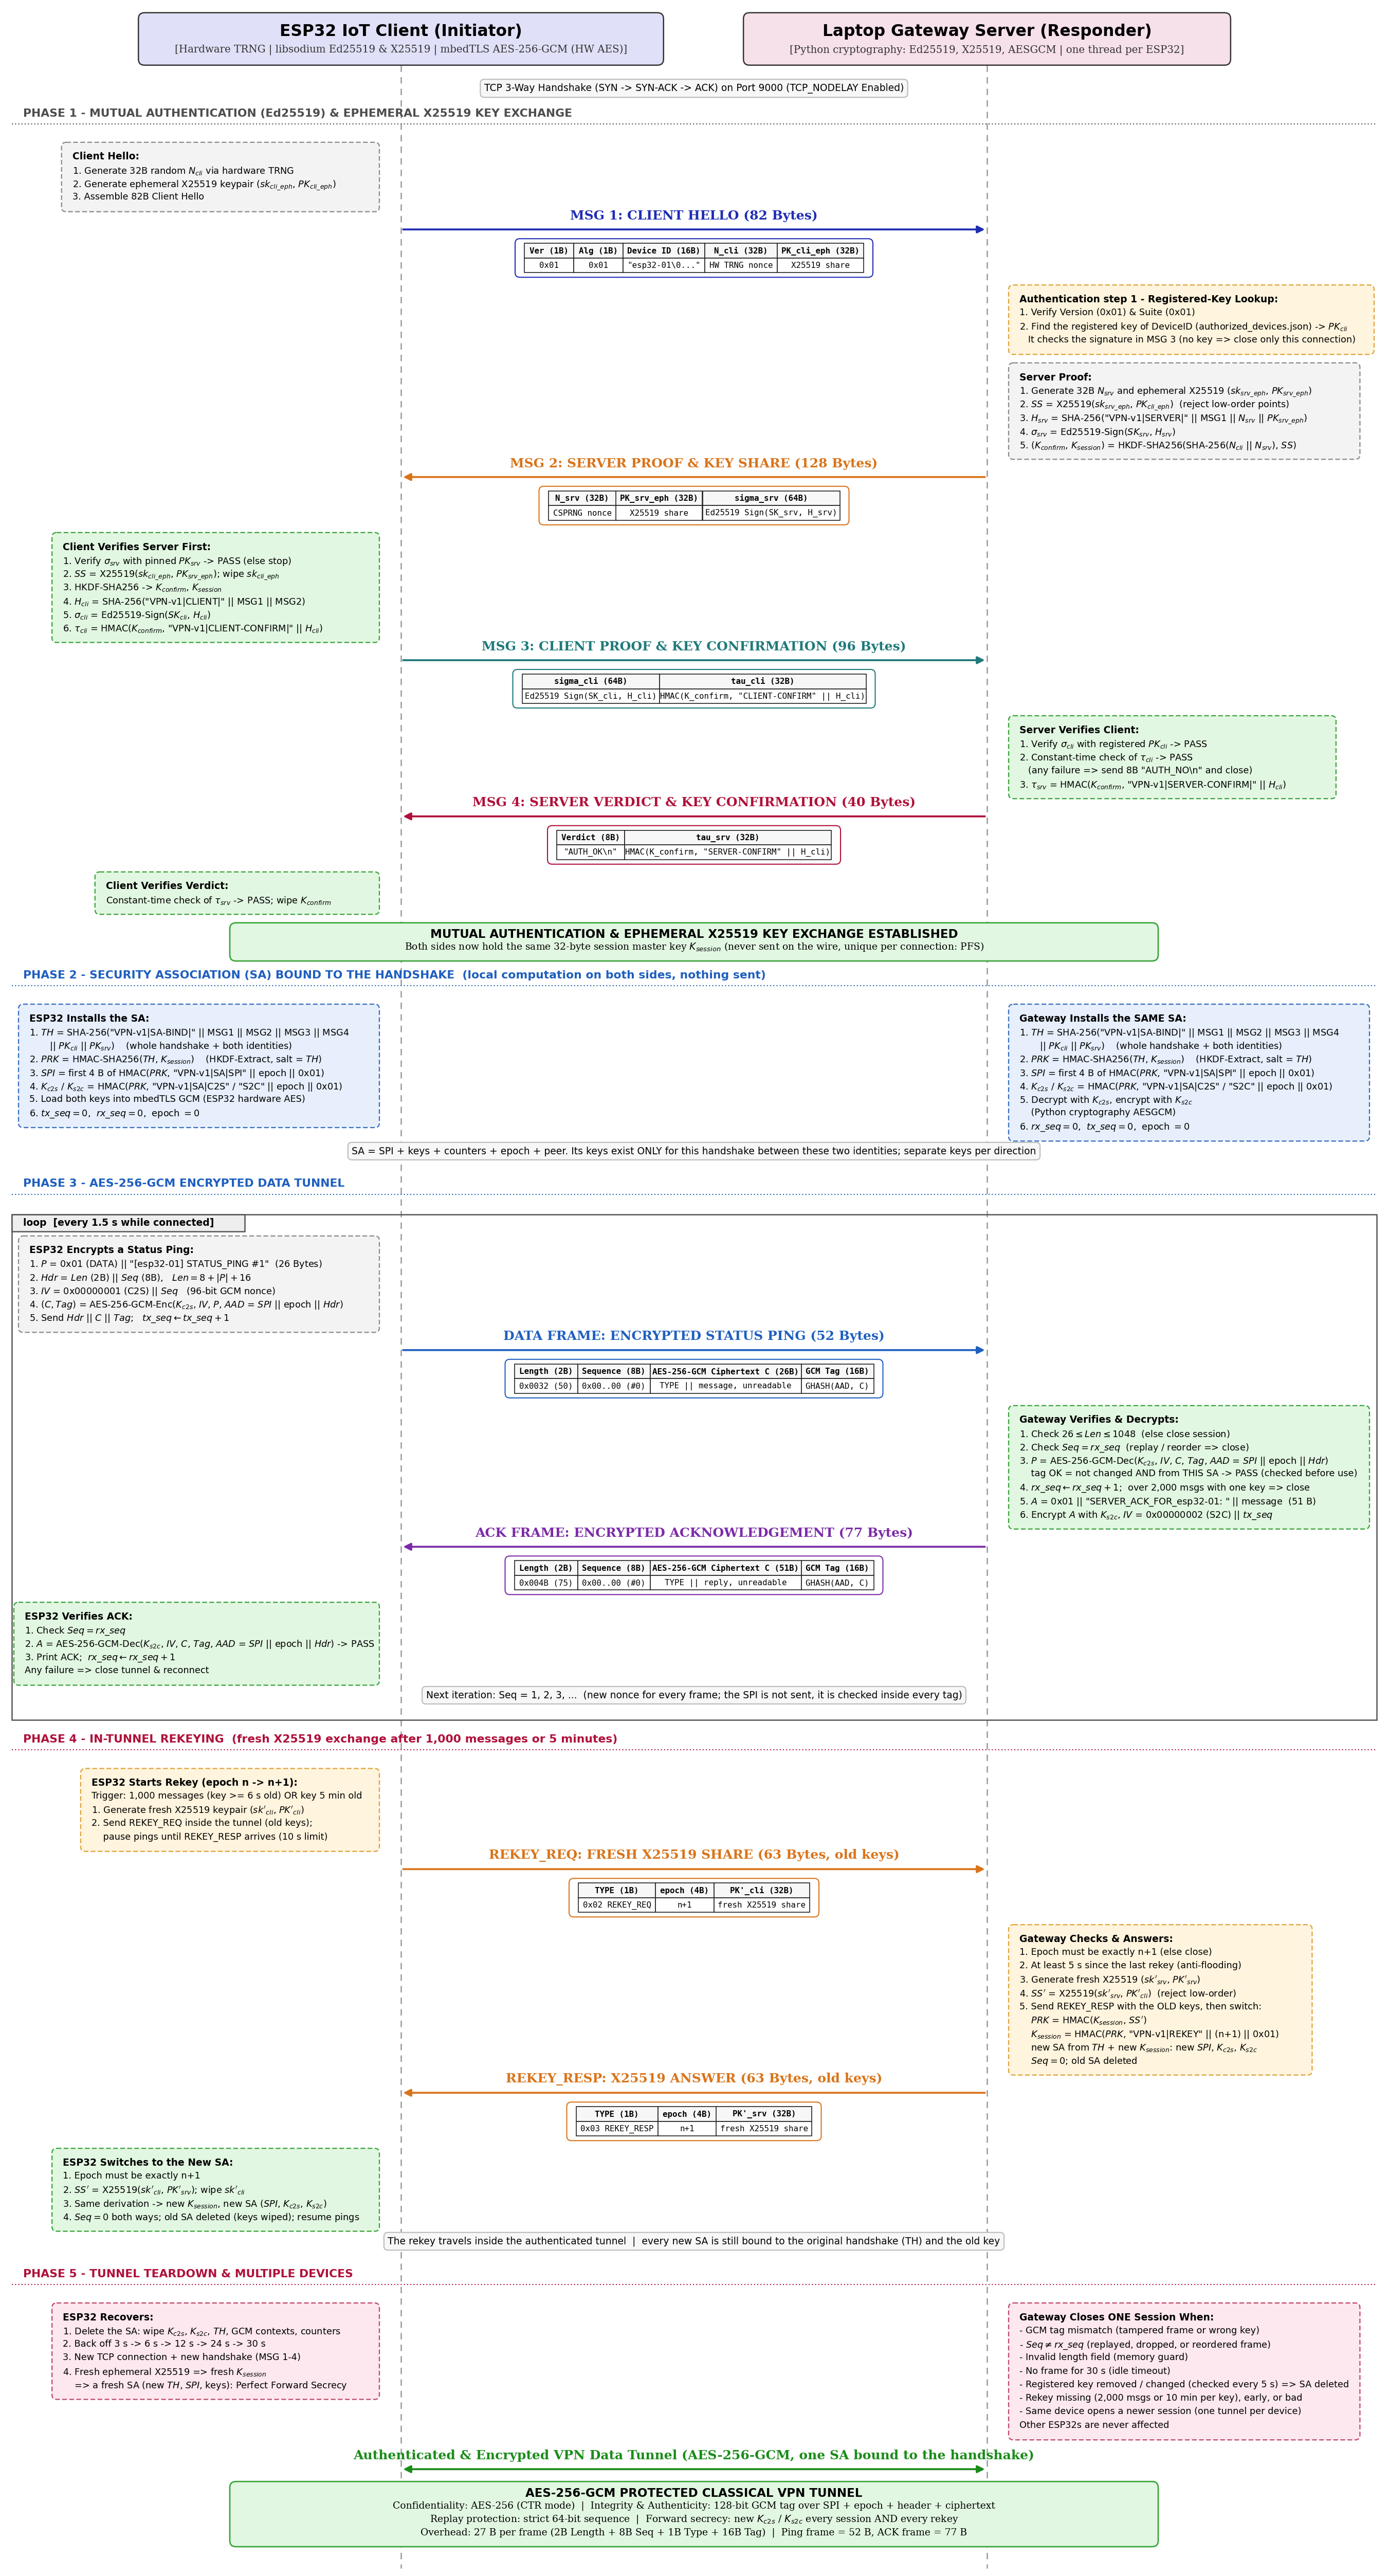 ESP32 IoT Client (Initiator)
[Hardware TRNG | libsodium Ed25519 & X25519 | mbedTLS AES-256-GCM (HW AES)]
Laptop Gateway Server (Responder)
[Python cryptography: Ed25519, X25519, AESGCM | one thread per ESP32]
TCP 3-Way Handshake (SYN -> SYN-ACK -> ACK) on Port 9000 (TCP_NODELAY Enabled)
PHASE 1 - MUTUAL AUTHENTICATION (Ed25519) & EPHEMERAL X25519 KEY EXCHANGE
Client Hello:
1. Generate 32B random N_cli via hardware TRNG
2. Generate ephemeral X25519 keypair (sk_cli_eph, PK_cli_eph)
3. Assemble 82B Client Hello
MSG 1: CLIENT HELLO (82 Bytes)
Ver (1B) Alg (1B) Device ID (16B) N_cli (32B) PK_cli_eph (32B)
0x01 0x01 "esp32-01\0..." HW TRNG nonce X25519 share
Authentication step 1 - Registered-Key Lookup:
1. Verify Version (0x01) & Suite (0x01)
2. Find the registered key of DeviceID (authorized_devices.json) -> PK_cli
It checks the signature in MSG 3 (no key => close only this connection)
Server Proof:
1. Generate 32B N_srv and ephemeral X25519 (sk_srv_eph, PK_srv_eph)
2. SS = X25519(sk_srv_eph, PK_cli_eph) (reject low-order points)
3. H_srv = SHA-256("VPN-v1|SERVER|" || MSG1 || N_srv || PK_srv_eph)
4. σ_srv = Ed25519-Sign(SK_srv, H_srv)
5. (K_confirm, K_session) = HKDF-SHA256(SHA-256(N_cli || N_srv), SS)
MSG 2: SERVER PROOF & KEY SHARE (128 Bytes)
N_srv (32B) PK_srv_eph (32B) sigma_srv (64B)
CSPRNG nonce X25519 share Ed25519 Sign(SK_srv, H_srv)
Client Verifies Server First:
1. Verify σ_srv with pinned PK_srv -> PASS (else stop)
2. SS = X25519(sk_cli_eph, PK_srv_eph); wipe sk_cli_eph
3. HKDF-SHA256 -> K_confirm, K_session
4. H_cli = SHA-256("VPN-v1|CLIENT|" || MSG1 || MSG2)
5. σ_cli = Ed25519-Sign(SK_cli, H_cli)
6. τ_cli = HMAC(K_confirm, "VPN-v1|CLIENT-CONFIRM|" || H_cli)
MSG 3: CLIENT PROOF & KEY CONFIRMATION (96 Bytes)
sigma_cli (64B) tau_cli (32B)
Ed25519 Sign(SK_cli, H_cli) HMAC(K_confirm, "CLIENT-CONFIRM" || H_cli)
Server Verifies Client:
1. Verify σ_cli with registered PK_cli -> PASS
2. Constant-time check of τ_cli -> PASS
(any failure => send 8B "AUTH_NO\n" and close)
3. τ_srv = HMAC(K_confirm, "VPN-v1|SERVER-CONFIRM|" || H_cli)
MSG 4: SERVER VERDICT & KEY CONFIRMATION (40 Bytes)
Verdict (8B) tau_srv (32B)
"AUTH_OK\n" HMAC(K_confirm, "SERVER-CONFIRM" || H_cli)
Client Verifies Verdict:
Constant-time check of τ_srv -> PASS; wipe K_confirm
MUTUAL AUTHENTICATION & EPHEMERAL X25519 KEY EXCHANGE ESTABLISHED
Both sides now hold the same 32-byte session master key K_session (never sent on the wire, unique per connection: PFS)
PHASE 2 - SECURITY ASSOCIATION (SA) BOUND TO THE HANDSHAKE (local computation on both sides, nothing sent)
ESP32 Installs the SA:
1. TH = SHA-256("VPN-v1|SA-BIND|" || MSG1 || MSG2 || MSG3 || MSG4
|| PK_cli || PK_srv) (whole handshake + both identities)
2. PRK = HMAC-SHA256(TH, K_session) (HKDF-Extract, salt = TH)
3. SPI = first 4 B of HMAC(PRK, "VPN-v1|SA|SPI" || epoch || 0x01)
4. K_c2s / K_s2c = HMAC(PRK, "VPN-v1|SA|C2S" / "S2C" || epoch || 0x01)
5. Load both keys into mbedTLS GCM (ESP32 hardware AES)
6. tx_seq = 0, rx_seq = 0, epoch = 0
Gateway Installs the SAME SA:
1. TH = SHA-256("VPN-v1|SA-BIND|" || MSG1 || MSG2 || MSG3 || MSG4
|| PK_cli || PK_srv) (whole handshake + both identities)
2. PRK = HMAC-SHA256(TH, K_session) (HKDF-Extract, salt = TH)
3. SPI = first 4 B of HMAC(PRK, "VPN-v1|SA|SPI" || epoch || 0x01)
4. K_c2s / K_s2c = HMAC(PRK, "VPN-v1|SA|C2S" / "S2C" || epoch || 0x01)
5. Decrypt with K_c2s, encrypt with K_s2c
(Python cryptography AESGCM)
6. rx_seq = 0, tx_seq = 0, epoch = 0
SA = SPI + keys + counters + epoch + peer. Its keys exist ONLY for this handshake between these two identities; separate keys per direction
PHASE 3 - AES-256-GCM ENCRYPTED DATA TUNNEL
loop [every 1.5 s while connected]
ESP32 Encrypts a Status Ping:
1. P = 0x01 (DATA) || "[esp32-01] STATUS_PING #1" (26 Bytes)
2. Hdr = Len (2B) || Seq (8B), Len = 8 + |P| + 16
3. IV = 0x00000001 (C2S) || Seq (96-bit GCM nonce)
4. (C, Tag) = AES-256-GCM-Enc(K_c2s, IV, P, AAD = SPI || epoch || Hdr)
5. Send Hdr || C || Tag; tx_seq ← tx_seq + 1
DATA FRAME: ENCRYPTED STATUS PING (52 Bytes)
Length (2B) Sequence (8B) AES-256-GCM Ciphertext C (26B) GCM Tag (16B)
0x0032 (50) 0x00..00 (#0) TYPE || message, unreadable GHASH(AAD, C)
Gateway Verifies & Decrypts:
1. Check 26 ≤ Len ≤ 1048 (else close session)
2. Check Seq = rx_seq (replay / reorder => close)
3. P = AES-256-GCM-Dec(K_c2s, IV, C, Tag, AAD = SPI || epoch || Hdr)
tag OK = not changed AND from THIS SA -> PASS (checked before use)
4. rx_seq ← rx_seq + 1; over 2,000 msgs with one key => close
5. A = 0x01 || "SERVER_ACK_FOR_esp32-01: " || message (51 B)
6. Encrypt A with K_s2c, IV = 0x00000002 (S2C) || tx_seq
ACK FRAME: ENCRYPTED ACKNOWLEDGEMENT (77 Bytes)
Length (2B) Sequence (8B) AES-256-GCM Ciphertext C (51B) GCM Tag (16B)
0x004B (75) 0x00..00 (#0) TYPE || reply, unreadable GHASH(AAD, C)
ESP32 Verifies ACK:
1. Check Seq = rx_seq
2. A = AES-256-GCM-Dec(K_s2c, IV, C, Tag, AAD = SPI || epoch || Hdr) -> PASS
3. Print ACK; rx_seq ← rx_seq + 1
Any failure => close tunnel & reconnect
Next iteration: Seq = 1, 2, 3, ... (new nonce for every frame; the SPI is not sent, it is checked inside every tag)
PHASE 4 - IN-TUNNEL REKEYING (fresh X25519 exchange after 1,000 messages or 5 minutes)
ESP32 Starts Rekey (epoch n -> n+1):
Trigger: 1,000 messages (key >= 6 s old) OR key 5 min old
1. Generate fresh X25519 keypair (sk'_cli, PK'_cli)
2. Send REKEY_REQ inside the tunnel (old keys);
pause pings until REKEY_RESP arrives (10 s limit)
REKEY_REQ: FRESH X25519 SHARE (63 Bytes, old keys)
TYPE (1B) epoch (4B) PK'_cli (32B)
0x02 REKEY_REQ n+1 fresh X25519 share
Gateway Checks & Answers:
1. Epoch must be exactly n+1 (else close)
2. At least 5 s since the last rekey (anti-flooding)
3. Generate fresh X25519 (sk'_srv, PK'_srv)
4. SS' = X25519(sk'_srv, PK'_cli) (reject low-order)
5. Send REKEY_RESP with the OLD keys, then switch:
PRK = HMAC(K_session, SS')
K_session = HMAC(PRK, "VPN-v1|REKEY" || (n+1) || 0x01)
new SA from TH + new K_session: new SPI, K_c2s, K_s2c
Seq = 0; old SA deleted
REKEY_RESP: X25519 ANSWER (63 Bytes, old keys)
TYPE (1B) epoch (4B) PK'_srv (32B)
0x03 REKEY_RESP n+1 fresh X25519 share
ESP32 Switches to the New SA:
1. Epoch must be exactly n+1
2. SS' = X25519(sk'_cli, PK'_srv); wipe sk'_cli
3. Same derivation -> new K_session, new SA (SPI, K_c2s, K_s2c)
4. Seq = 0 both ways; old SA deleted (keys wiped); resume pings
The rekey travels inside the authenticated tunnel | every new SA is still bound to the original handshake (TH) and the old key
PHASE 5 - TUNNEL TEARDOWN & MULTIPLE DEVICES
ESP32 Recovers:
1. Delete the SA: wipe K_c2s, K_s2c, TH, GCM contexts, counters
2. Back off 3 s -> 6 s -> 12 s -> 24 s -> 30 s
3. New TCP connection + new handshake (MSG 1-4)
4. Fresh ephemeral X25519 => fresh K_session
=> a fresh SA (new TH, SPI, keys): Perfect Forward Secrecy
Gateway Closes ONE Session When:
- GCM tag mismatch (tampered frame or wrong key)
- Seq ≠ rx_seq (replayed, dropped, or reordered frame)
- Invalid length field (memory guard)
- No frame for 30 s (idle timeout)
- Registered key removed / changed (checked every 5 s) => SA deleted
- Rekey missing (2,000 msgs or 10 min per key), early, or bad
- Same device opens a newer session (one tunnel per device)
Other ESP32s are never affected
Authenticated & Encrypted VPN Data Tunnel (AES-256-GCM, one SA bound to the handshake)
AES-256-GCM PROTECTED CLASSICAL VPN TUNNEL
Confidentiality: AES-256 (CTR mode) | Integrity & Authenticity: 128-bit GCM tag over SPI + epoch + header + ciphertext
Replay protection: strict 64-bit sequence | Forward secrecy: new K_c2s / K_s2c every session AND every rekey
Overhead: 27 B per frame (2B Length + 8B Seq + 1B Type + 16B Tag) | Ping frame = 52 B, ACK frame = 77 B